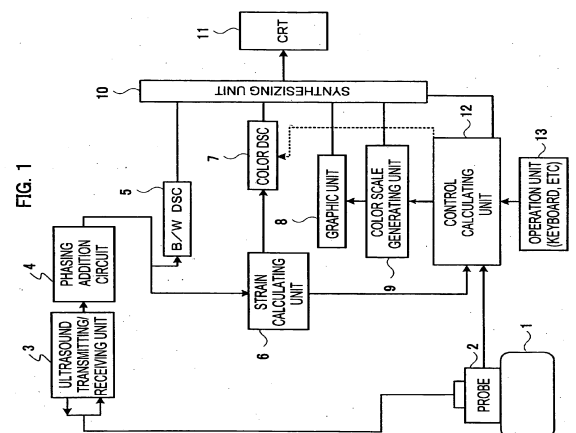 FIG. 1
3
ULTRASOUND
TRANSMITTING/
RECEIVING UNIT
4
PHASING
ADDITION
CIRCUIT
5
B/W DSC
10
SYNTHESIZING UNIT
11
CRT
7
COLOR DSC
6
STRAIN
CALCULATING
UNIT
8
GRAPHIC UNIT
9
COLOR SCALE
GENERATING UNIT
12
CONTROL
CALCULATING
UNIT
13
OPERATION UNIT
(KEYBOARD, ETC)
2
PROBE
1